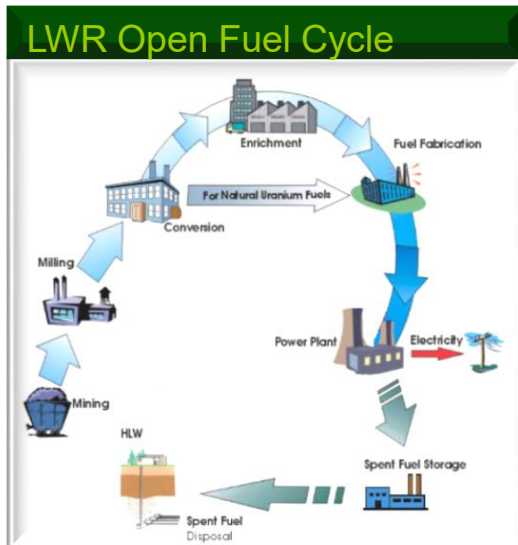 LWR Open Fuel Cycle
Enrichment
Fuel Fabrication
For Natural Uranium Fuels
Conversion
Milling
Power Plant
Electricity
Mining
HLW
Spent Fuel Storage
Spent Fuel
Disposal